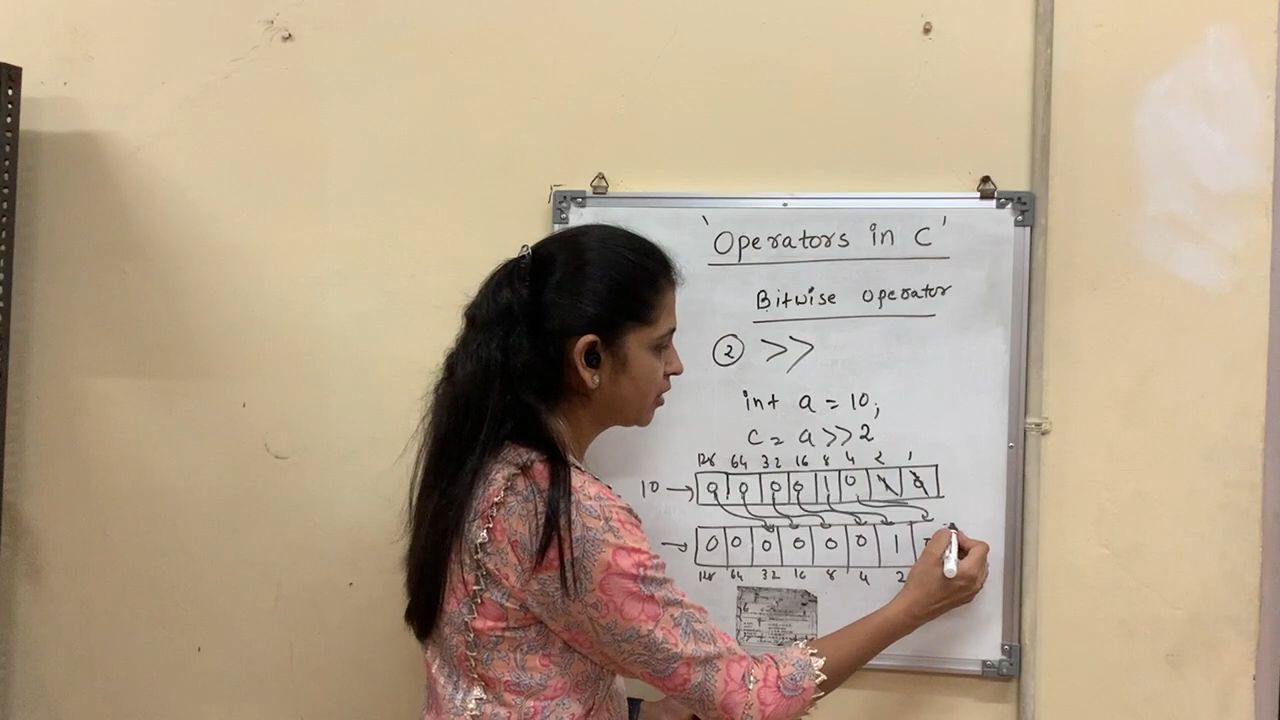 'Operators in C'
Bitwise operator
2 >>
int a = 10;
c = a >> 2
128 64 32 16 8 4 2 1
10 → 0 0 0 0 1 0 1 0
→ 0 0 0 0 0 0 1
128 64 32 16 8 4 2